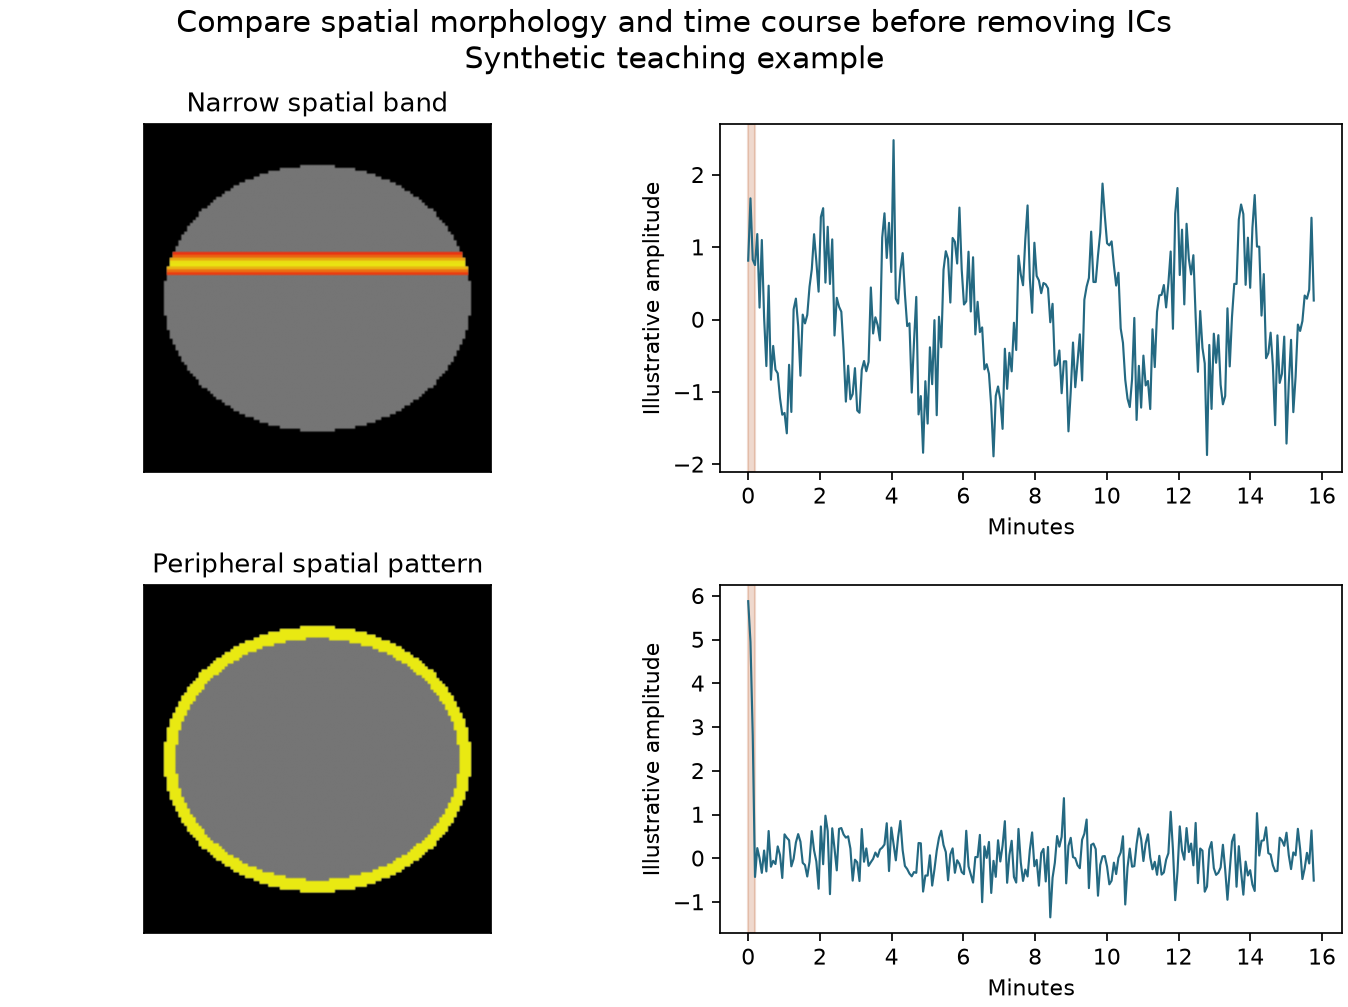 Compare spatial morphology and time course before removing ICs
Synthetic teaching example
Narrow spatial band
Illustrative amplitude
2
1
0
−1
−2
0 2 4 6 8 10 12 14 16
Minutes
Peripheral spatial pattern
Illustrative amplitude
6
5
4
3
2
1
0
−1
0 2 4 6 8 10 12 14 16
Minutes